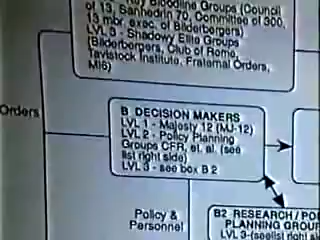 Bloodline Groups (Council
of 13, Sanhedrin 70, Committee of 300,
13 mbr. exec. of Bilderbergers)
LVL 3 - Shadowy Elite Groups
(Bilderbergers, Club of Rome,
Tavistock Institute, Fraternal Orders,
MI6)
Orders
B DECISION MAKERS
LVL 1 - Majesty 12 (MJ-12)
LVL 2 - Policy Planning
Groups CFR, et. al. (see
list right side)
LVL 3 - see box B 2
Policy &
Personnel
B2 RESEARCH / POL
PLANNING GROUP
LVL 3-(see list right si